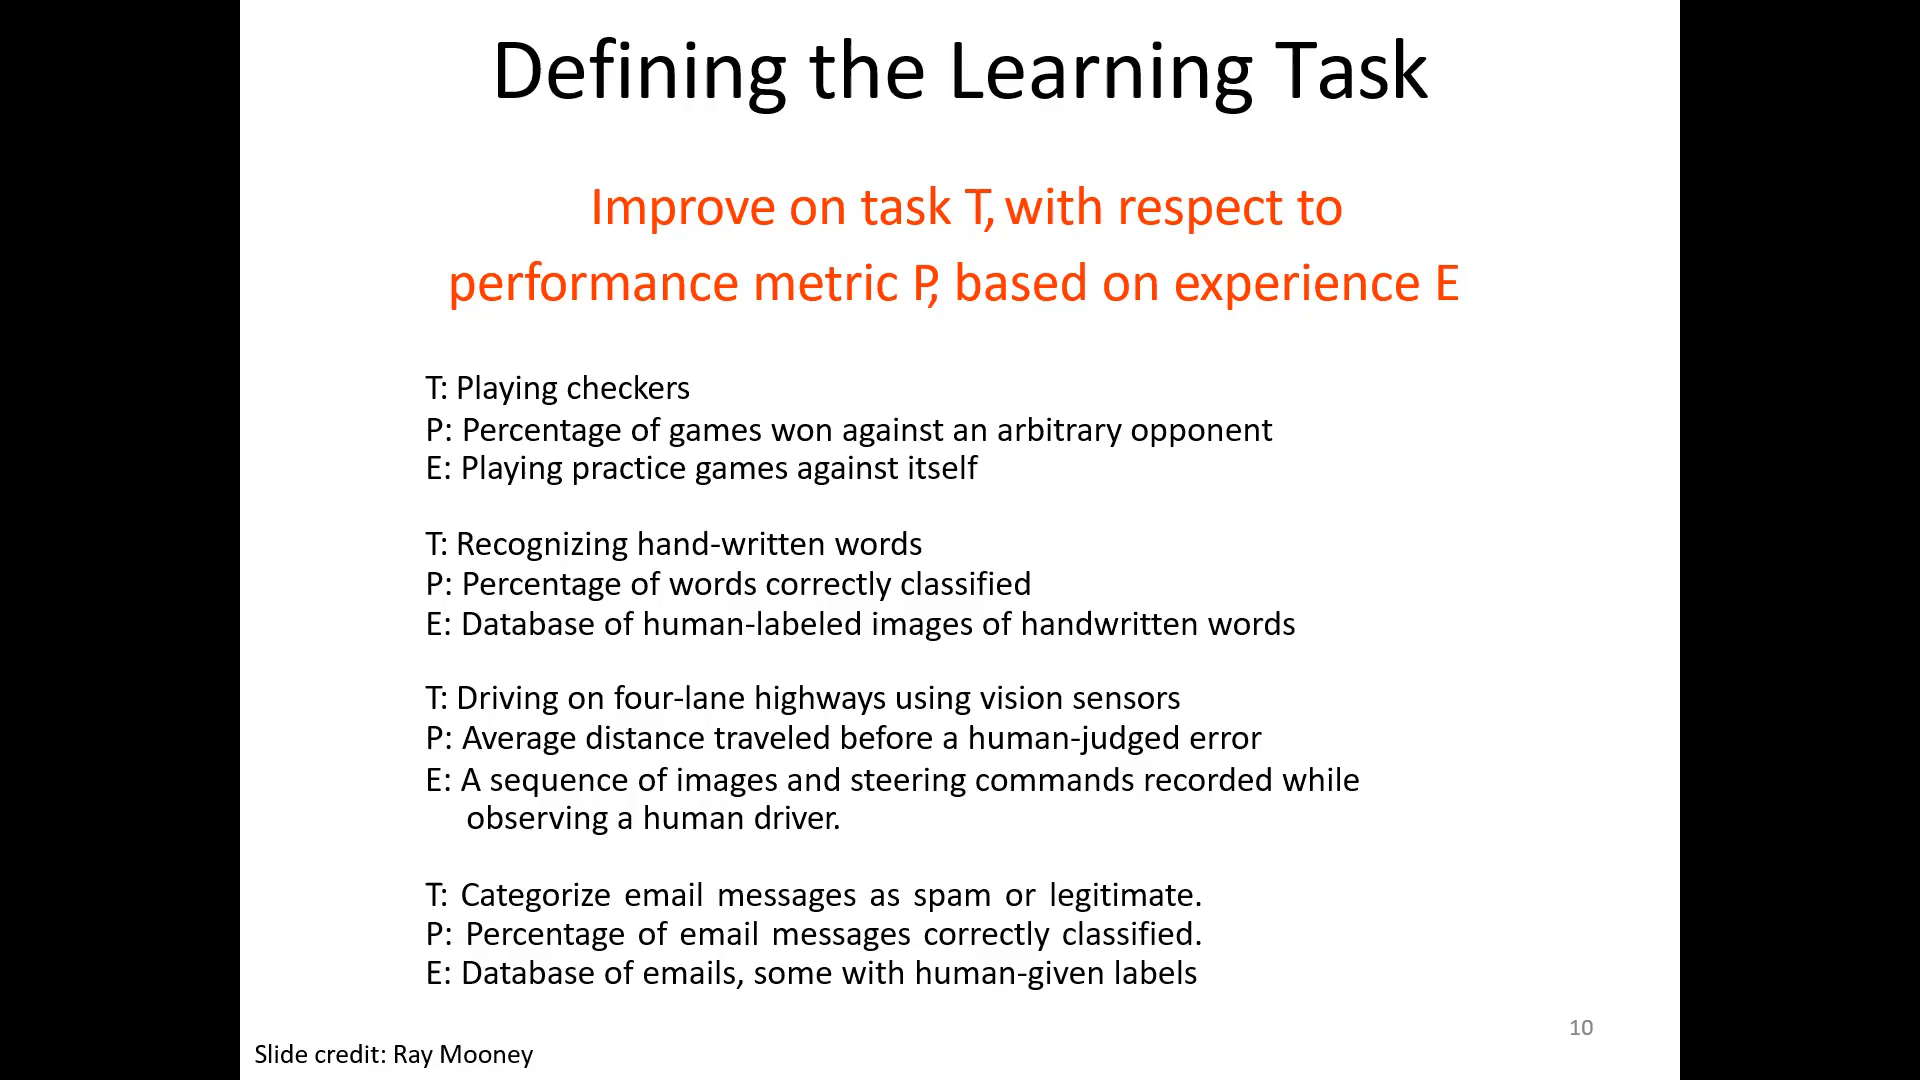 Defining the Learning Task
Improve on task T, with respect to
performance metric P, based on experience E
T: Playing checkers
P: Percentage of games won against an arbitrary opponent
E: Playing practice games against itself
T: Recognizing hand-written words
P: Percentage of words correctly classified
E: Database of human-labeled images of handwritten words
T: Driving on four-lane highways using vision sensors
P: Average distance traveled before a human-judged error
E: A sequence of images and steering commands recorded while
observing a human driver.
T: Categorize email messages as spam or legitimate.
P: Percentage of email messages correctly classified.
E: Database of emails, some with human-given labels
10
Slide credit: Ray Mooney